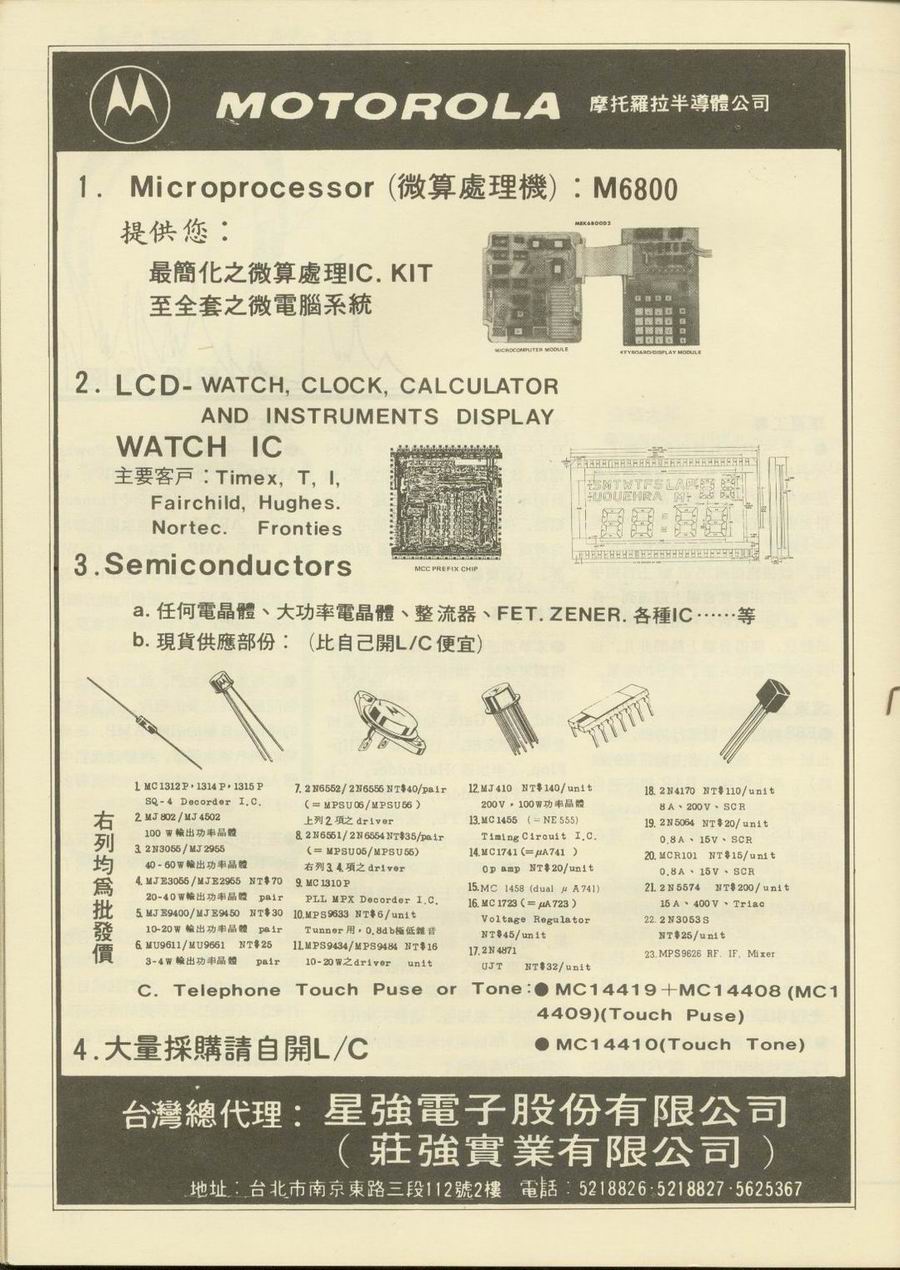 MOTOROLA 摩托羅拉半導體公司
1. Microprocessor (微算處理機)：M6800
提供您：
最簡化之微算處理IC. KIT
至全套之微電腦系統
MEK6800D2
MICROCOMPUTER MODULE
KEYBOARD/DISPLAY MODULE
2. LCD- WATCH, CLOCK, CALCULATOR
AND INSTRUMENTS DISPLAY
WATCH IC
主要客戶：Timex, T, I,
Fairchild, Hughes.
Nortec. Fronties
MCC PREFIX CHIP
SMTWTFS LAP
UOUEHRA M
88:88
3.Semiconductors
a. 任何電晶體、大功率電晶體、整流器、FET. ZENER. 各種IC……等
b. 現貨供應部份： (比自己開L/C便宜)
右列均爲批發價
1. MC1312P，1314P，1315P
SQ-4 Decorder I.C.
2. MJ802/MJ4502
100 W輸出功率晶體
3. 2N3055/MJ2955
40-60W輸出功率晶體
4. MJE3055/MJE2955 NT$70
20-40W輸出功率晶體 pair
5. MJE9400/MJE9450 NT$30
10-20W 輸出功率晶體 pair
6. MU9611/MU9661 NT$25
3-4W輸出功率晶體 pair
7. 2N6552/2N6555 NT$40/pair
(=MPSU06/MPSU56)
上列2.項之driver
8. 2N6551/2N6554 NT$35/pair
(=MPSU05/MPSU55)
右列3.4.項之driver
9. MC1310P
PLL MPX Decorder I.C.
10. MPS9633 NT$6/unit
Tunner用，0.8db極低雜音
11. MPS9434/MPS9484 NT$16
10-20W之driver unit
12. MJ410 NT$140/unit
200V，100W功率晶體
13. MC1455 (=NE555)
Timing Circuit I.C.
14. MC1741 (=μA741 )
Op amp NT$20/unit
15. MC 1458 (dual μA741)
16. MC1723 (=μA723)
Voltage Regulator
NT$45/unit
17. 2N4871
UJT NT$32/unit
18. 2N4170 NT$110/unit
8A、200V、SCR
19. 2N5064 NT$20/unit
0.8A、15V、SCR
20. MCR101 NT$15/unit
0.8A、15V、SCR
21. 2N5574 NT$200/unit
15A、400V、Triac
22. 2N3053S
NT$25/unit
23. MPS9626 RF. IF, Mixer
C. Telephone Touch Puse or Tone:● MC14419＋MC14408 (MC1
4409)(Touch Puse)
● MC14410(Touch Tone)
4.大量採購請自開L/C
台灣總代理：星強電子股份有限公司
（莊強實業有限公司）
地址：台北市南京東路三段112號2樓 電話：5218826·5218827·5625367